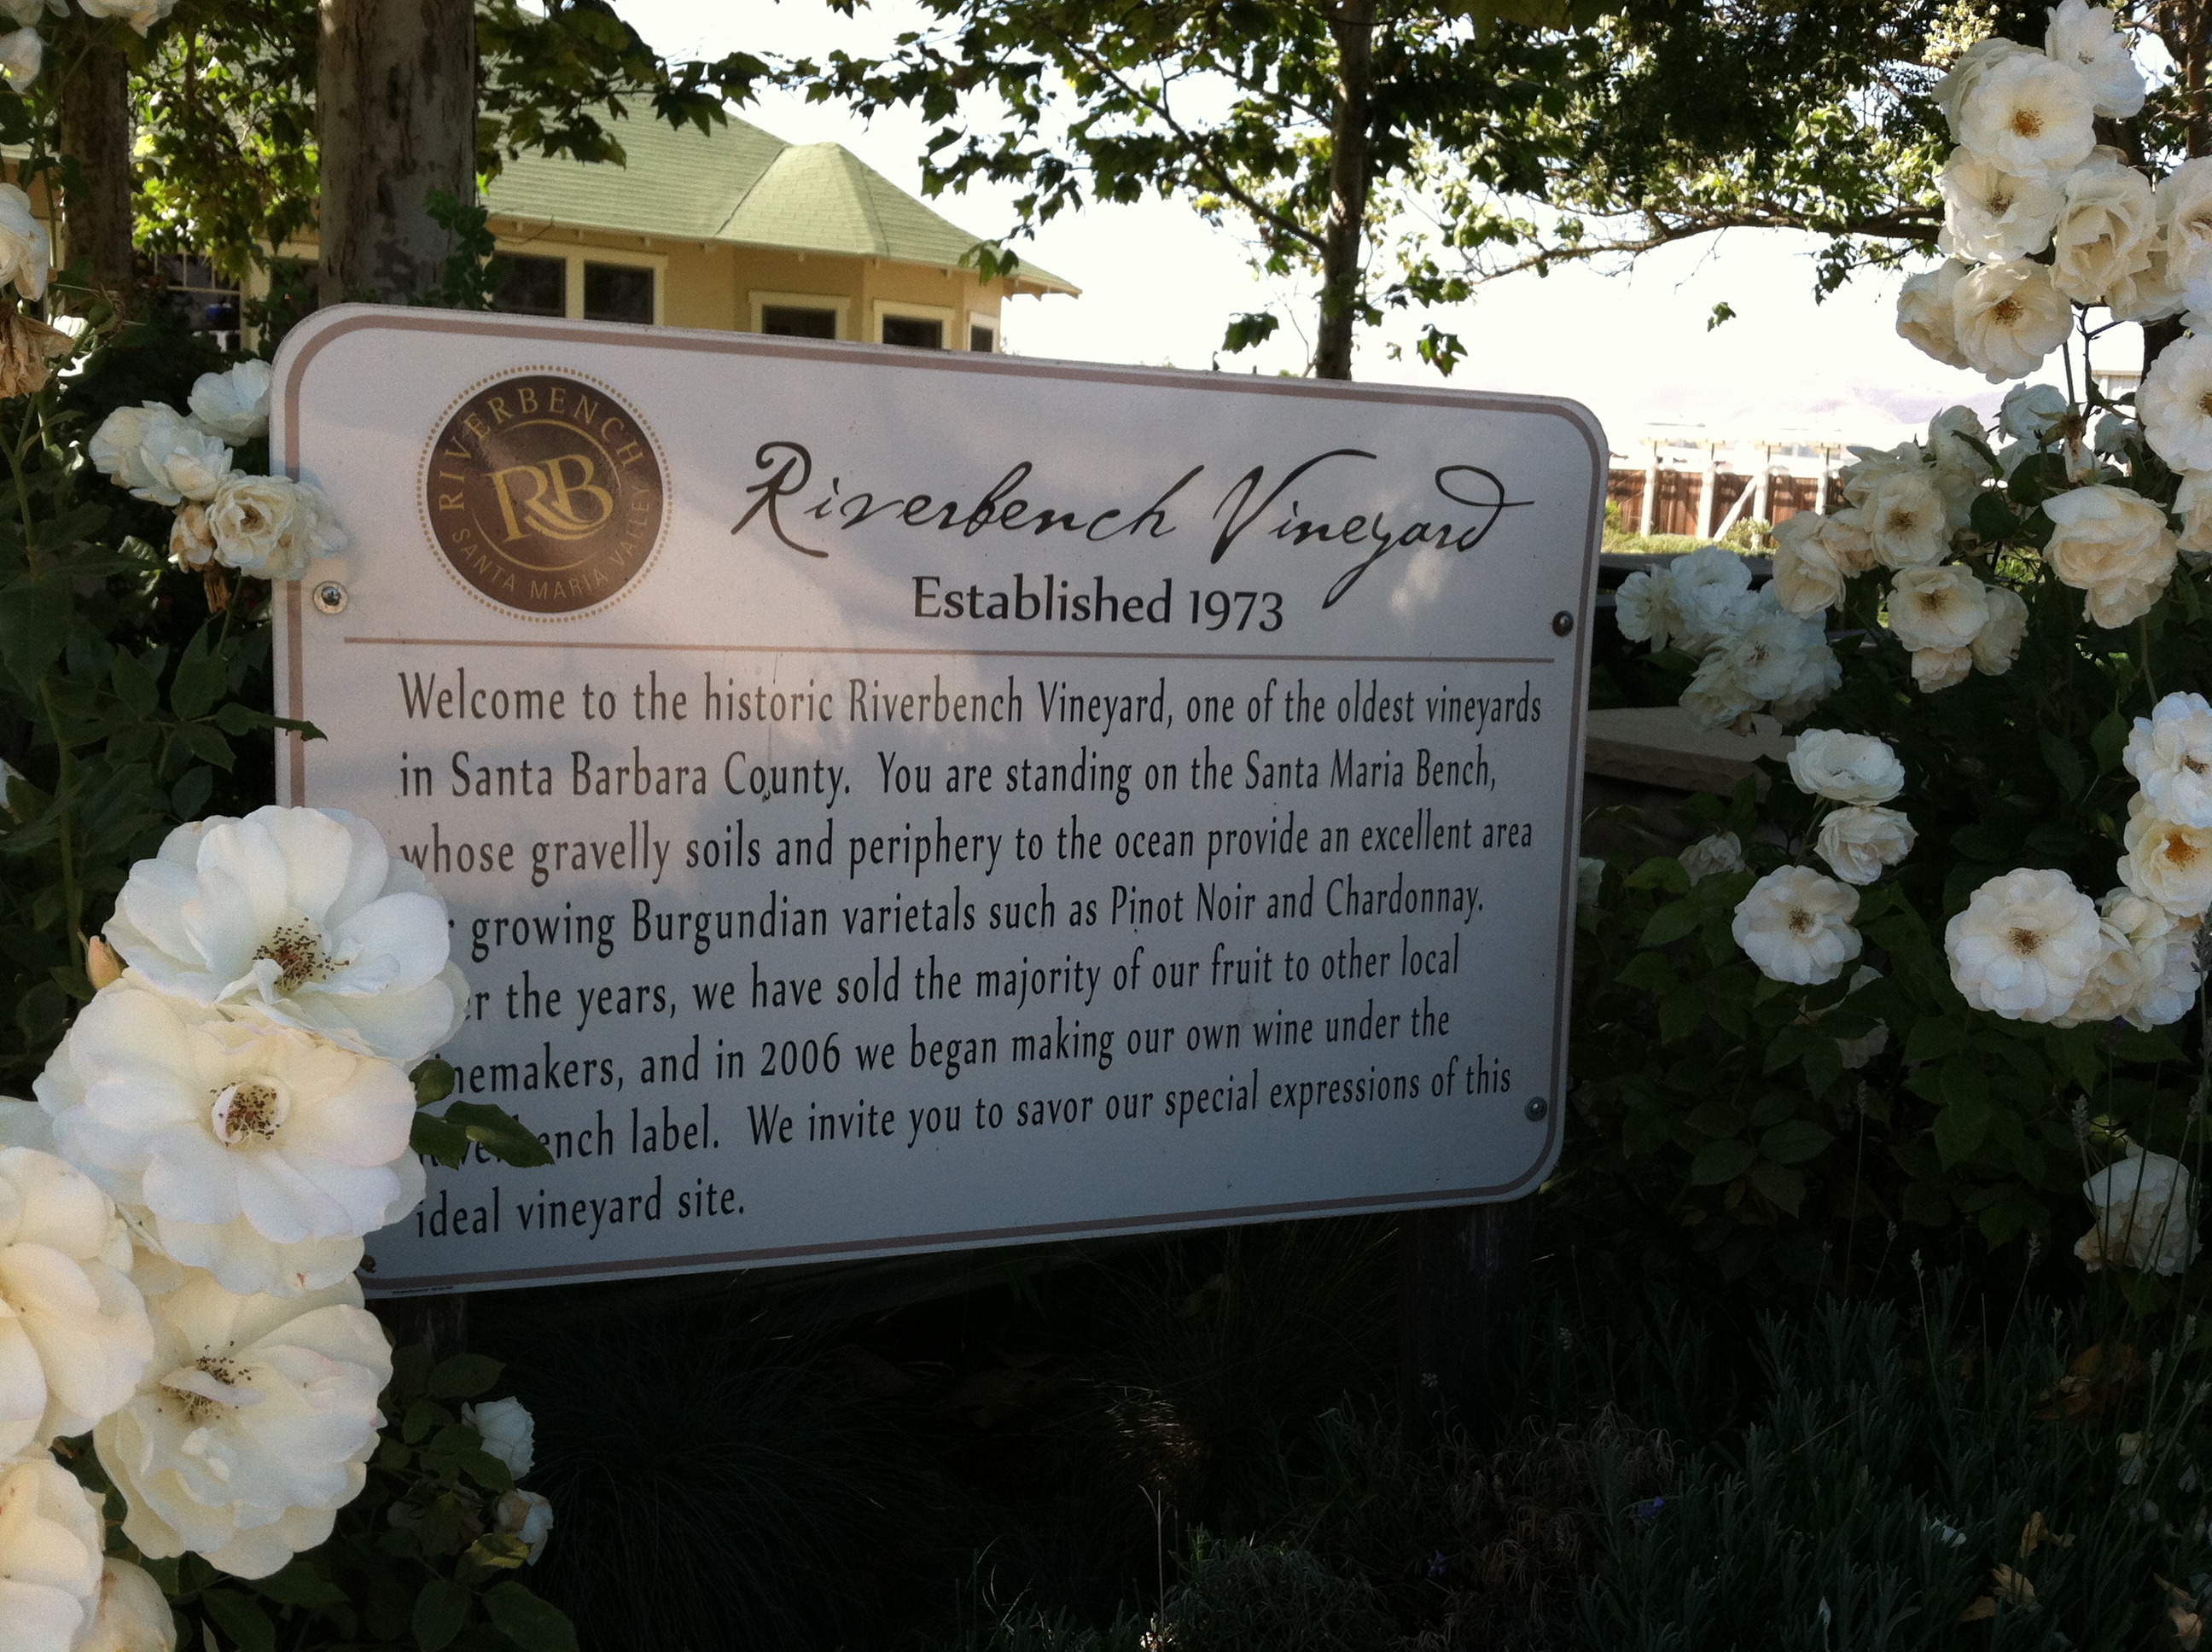 RIVERBENCH
RB
SANTA MARIA VALLEY
Riverbench Vineyard
Established 1973
Welcome to the historic Riverbench Vineyard, one of the oldest vineyards
in Santa Barbara County. You are standing on the Santa Maria Bench,
whose gravelly soils and periphery to the ocean provide an excellent area
growing Burgundian varietals such as Pinot Noir and Chardonnay.
the years, we have sold the majority of our fruit to other local
and in 2006 we began making our own wine under the
label. We invite you to savor our special expressions of this
ideal vineyard site.